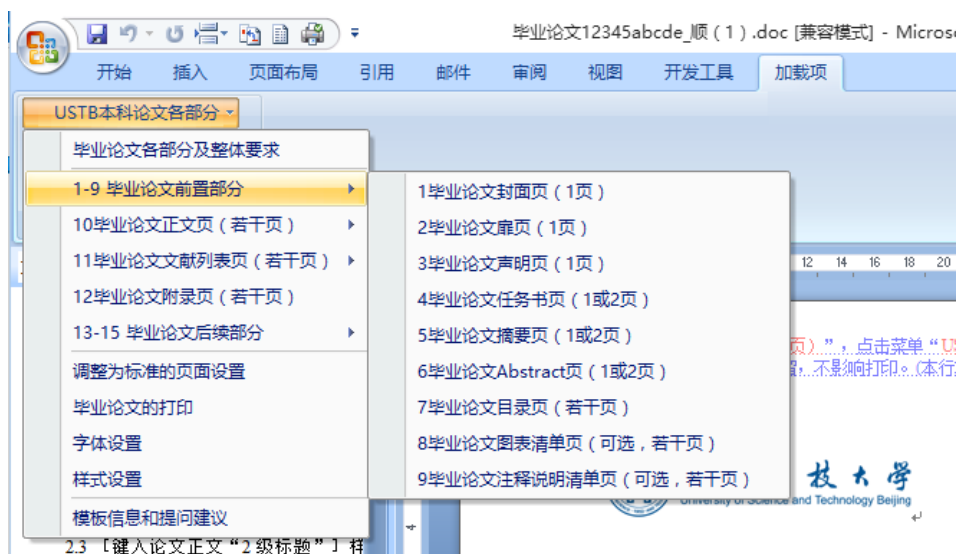 毕业论文12345abcde_顺（1）.doc [兼容模式] - Microso
开始 插入 页面布局 引用 邮件 审阅 视图 开发工具 加载项
USTB本科论文各部分
毕业论文各部分及整体要求
1-9 毕业论文前置部分
10毕业论文正文页（若干页）
11毕业论文文献列表页（若干页）
12毕业论文附录页（若干页）
13-15 毕业论文后续部分
调整为标准的页面设置
毕业论文的打印
字体设置
样式设置
模板信息和提问建议
1毕业论文封面页（1页）
2毕业论文扉页（1页）
3毕业论文声明页（1页）
4毕业论文任务书页（1或2页）
5毕业论文摘要页（1或2页）
6毕业论文Abstract页（1或2页）
7毕业论文目录页（若干页）
8毕业论文图表清单页（可选，若干页）
9毕业论文注释说明清单页（可选，若干页）
12 14 16 18 20
页）”，点击菜单“US
，不影响打印。(本行
技大学
University of Science and Technology Beijing
4
2.3 ［键入论文正文“2级标题”］样